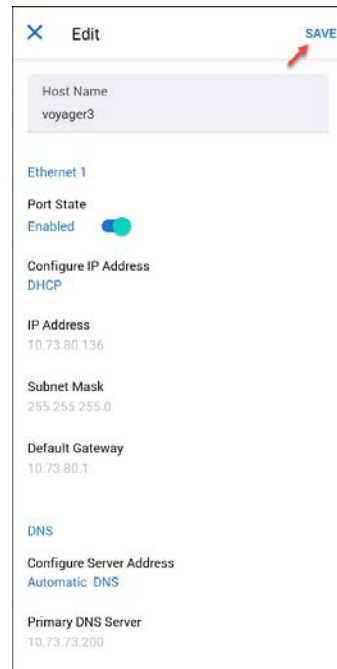 Edit
SAVE
Host Name
voyager3
Ethernet 1
Port State
Enabled
Configure IP Address
DHCP
IP Address
10.73.80.136
Subnet Mask
255.255.255.0
Default Gateway
10.73.80.1
DNS
Configure Server Address
Automatic DNS
Primary DNS Server
10.73.73.200